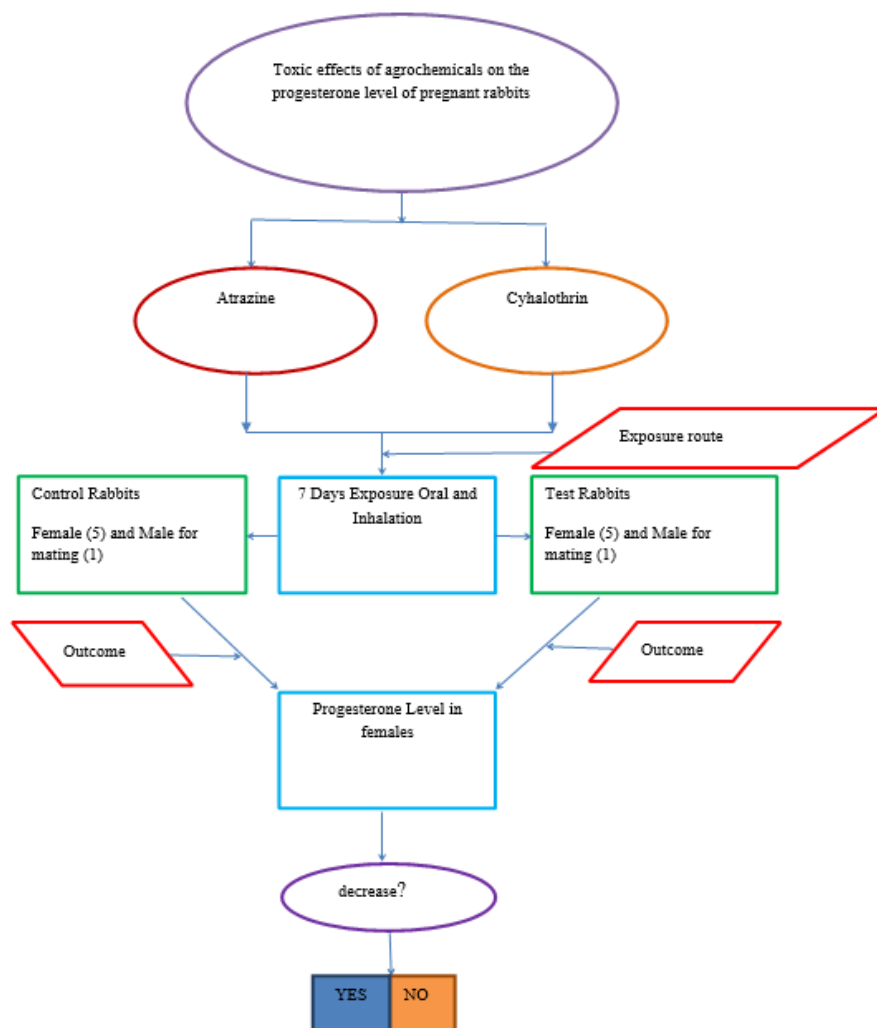 Toxic effects of agrochemicals on the
progesterone level of pregnant rabbits
Atrazine
Cyhalothrin
Exposure route
Control Rabbits
Female (5) and Male for
mating (1)
7 Days Exposure Oral and
Inhalation
Test Rabbits
Female (5) and Male for
mating (1)
Outcome
Outcome
Progesterone Level in
females
decrease?
YES
NO